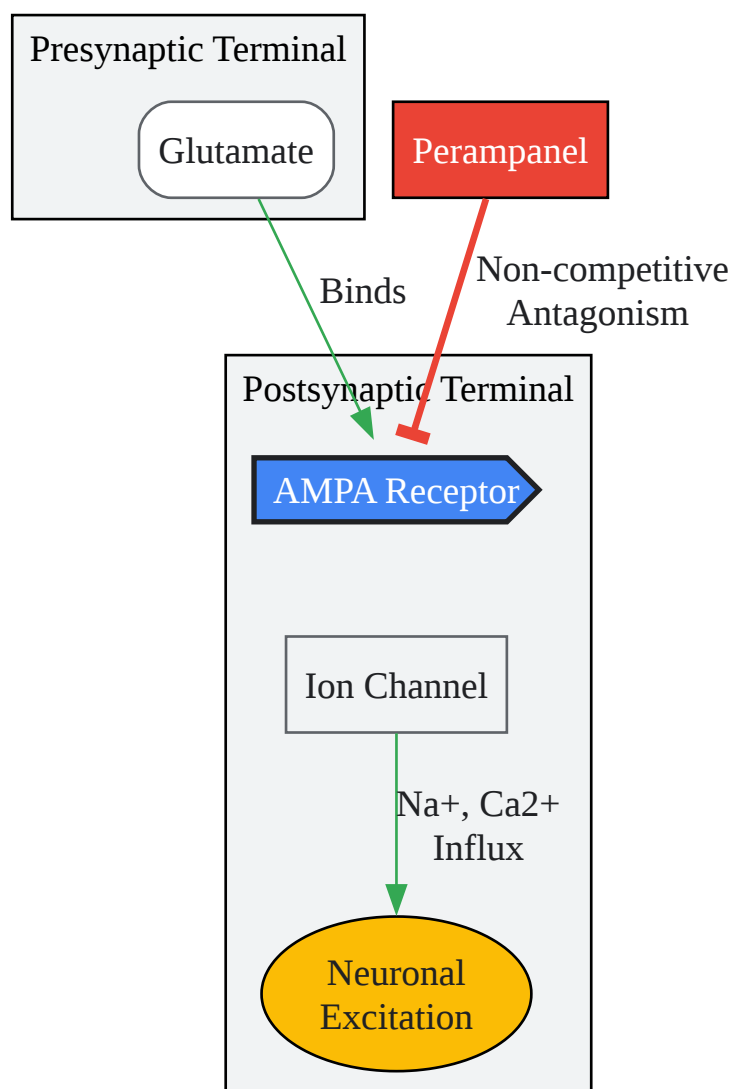 Presynaptic Terminal
Glutamate
Perampanel
Binds
Non-competitive
Antagonism
Postsynaptic Terminal
AMPA Receptor
Ion Channel
Na+, Ca2+
Influx
Neuronal
Excitation